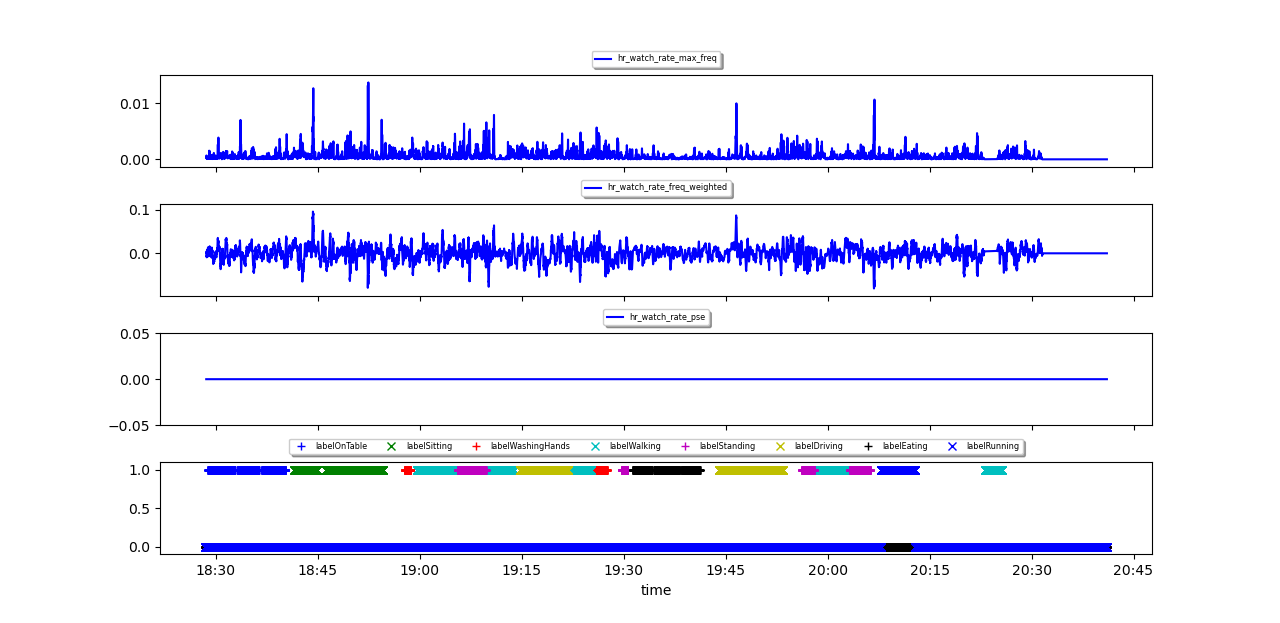 hr_watch_rate_max_freq
0.01
0.00
hr_watch_rate_freq_weighted
0.1
0.0
hr_watch_rate_pse
0.05
0.00
−0.05
labelOnTable labelSitting labelWashingHands labelWalking labelStanding labelDriving labelEating labelRunning
1.0
0.5
0.0
18:30 18:45 19:00 19:15 19:30 19:45 20:00 20:15 20:30 20:45
time